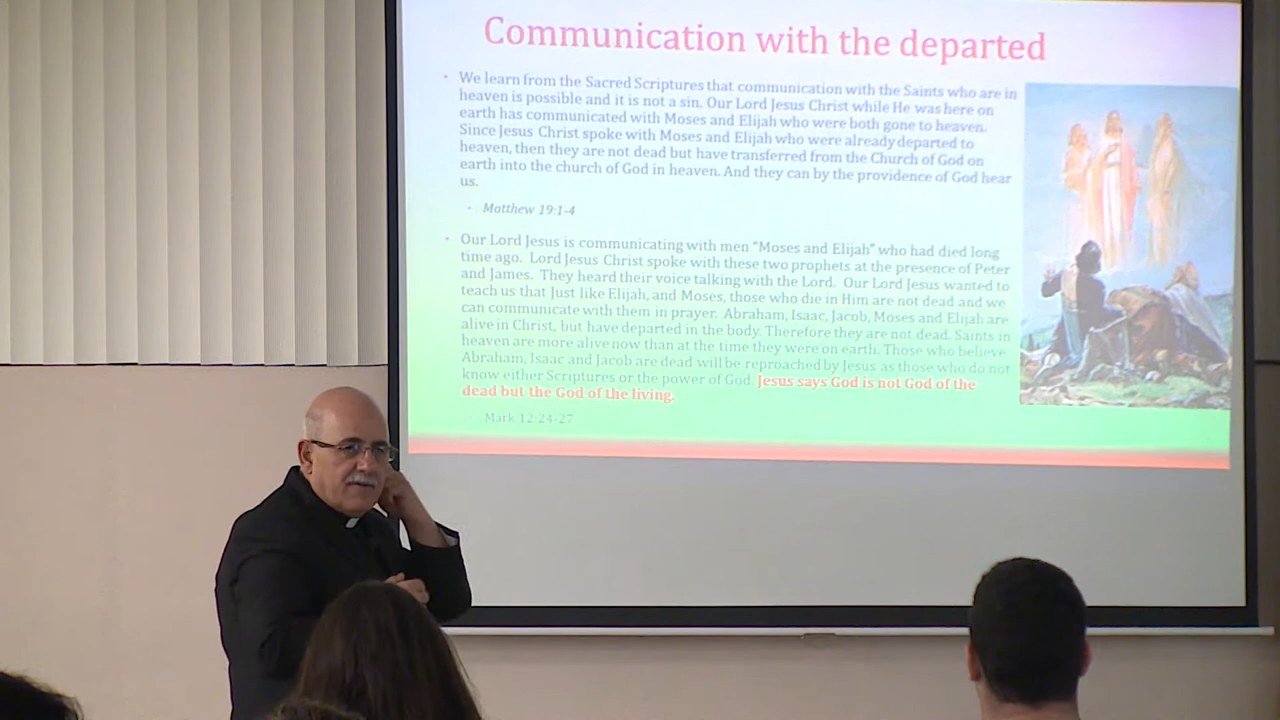 Communication with the departed
We learn from the Sacred Scriptures that communication with the Saints who are in
heaven is possible and it is not a sin. Our Lord Jesus Christ while He was here on
earth has communicated with Moses and Elijah who were both gone to heaven.
Since Jesus Christ spoke with Moses and Elijah who were already departed to
heaven, then they are not dead but have transferred from the Church of God on
earth into the church of God in heaven. And they can by the providence of God hear
us.
- Matthew 19:1-4
Our Lord Jesus is communicating with men "Moses and Elijah" who had died long
time ago. Lord Jesus Christ spoke with these two prophets at the presence of Peter
and James. They heard their voice talking with the Lord. Our Lord Jesus wanted to
teach us that Just like Elijah, and Moses, those who die in Him are not dead and we
can communicate with them in prayer. Abraham, Isaac, Jacob, Moses and Elijah are
alive in Christ, but have departed in the body. Therefore they are not dead. Saints in
heaven are more alive now than at the time they were on earth. Those who believe
Abraham, Isaac and Jacob are dead will be reproached by Jesus as those who do not
know either Scriptures or the power of God. Jesus says God is not God of the
dead but the God of the living.
- Mark 12:24-27